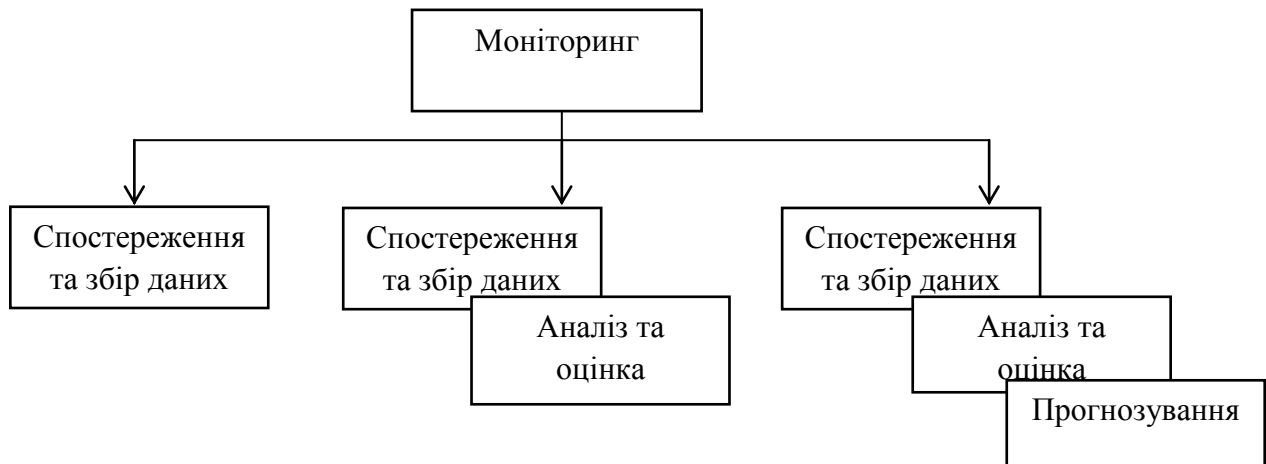 Моніторинг
Спостереження
та збір даних
Спостереження
та збір даних
Аналіз та
оцінка
Спостереження
та збір даних
Аналіз та
оцінка
Прогнозування